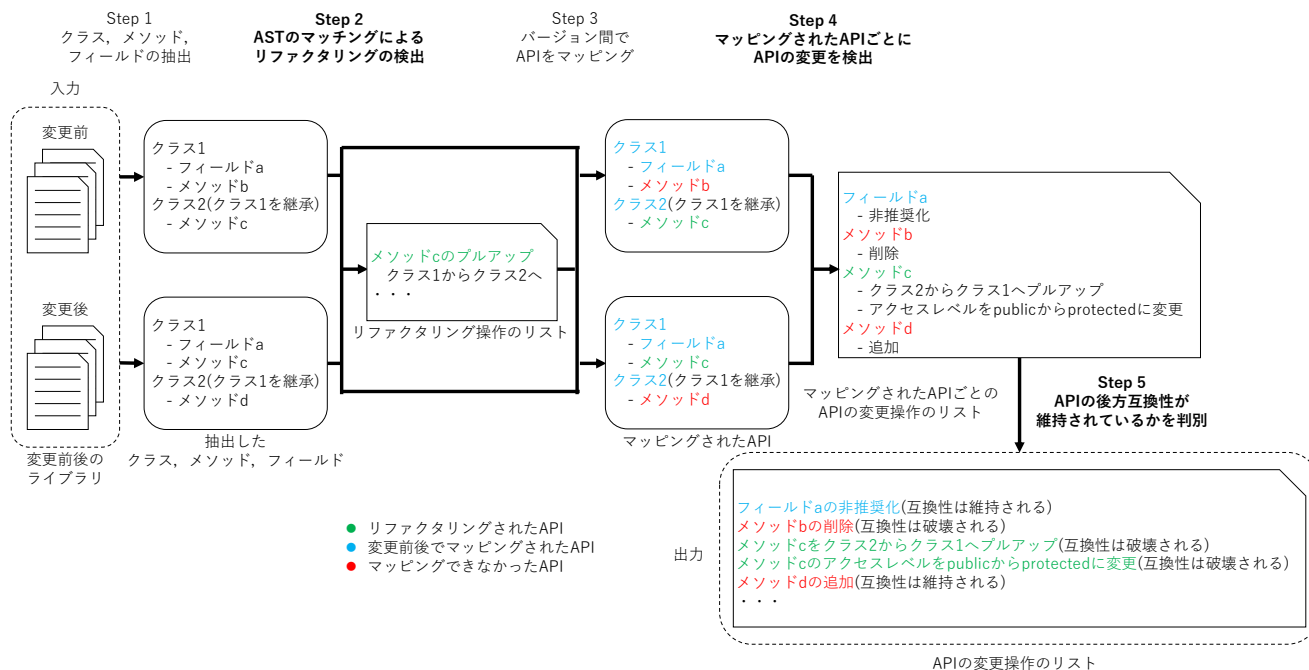 Step 1
クラス，メソッド，
フィールドの抽出
Step 2
ASTのマッチングによる
リファクタリングの検出
Step 3
バージョン間で
APIをマッピング
Step 4
マッピングされたAPIごとに
APIの変更を検出
入力
変更前
変更後
変更前後の
ライブラリ
クラス1
- フィールドa
- メソッドb
クラス2(クラス1を継承)
- メソッドc
クラス1
- フィールドa
- メソッドc
クラス2(クラス1を継承)
- メソッドd
抽出した
クラス，メソッド，フィールド
メソッドcのプルアップ
クラス1からクラス2へ
・・・
リファクタリング操作のリスト
クラス1
- フィールドa
- メソッドb
クラス2(クラス1を継承)
- メソッドc
クラス1
- フィールドa
- メソッドc
クラス2(クラス1を継承)
- メソッドd
マッピングされたAPI
フィールドa
- 非推奨化
メソッドb
- 削除
メソッドc
- クラス2からクラス1へプルアップ
- アクセスレベルをpublicからprotectedに変更
メソッドd
- 追加
マッピングされたAPIごとの
APIの変更操作のリスト
Step 5
APIの後方互換性が
維持されているかを判別
● リファクタリングされたAPI
● 変更前後でマッピングされたAPI
● マッピングできなかったAPI
出力
フィールドaの非推奨化(互換性は維持される)
メソッドbの削除(互換性は破壊される)
メソッドcをクラス2からクラス1へプルアップ(互換性は破壊される)
メソッドcのアクセスレベルをpublicからprotectedに変更(互換性は破壊される)
メソッドdの追加(互換性は維持される)
・・・
APIの変更操作のリスト